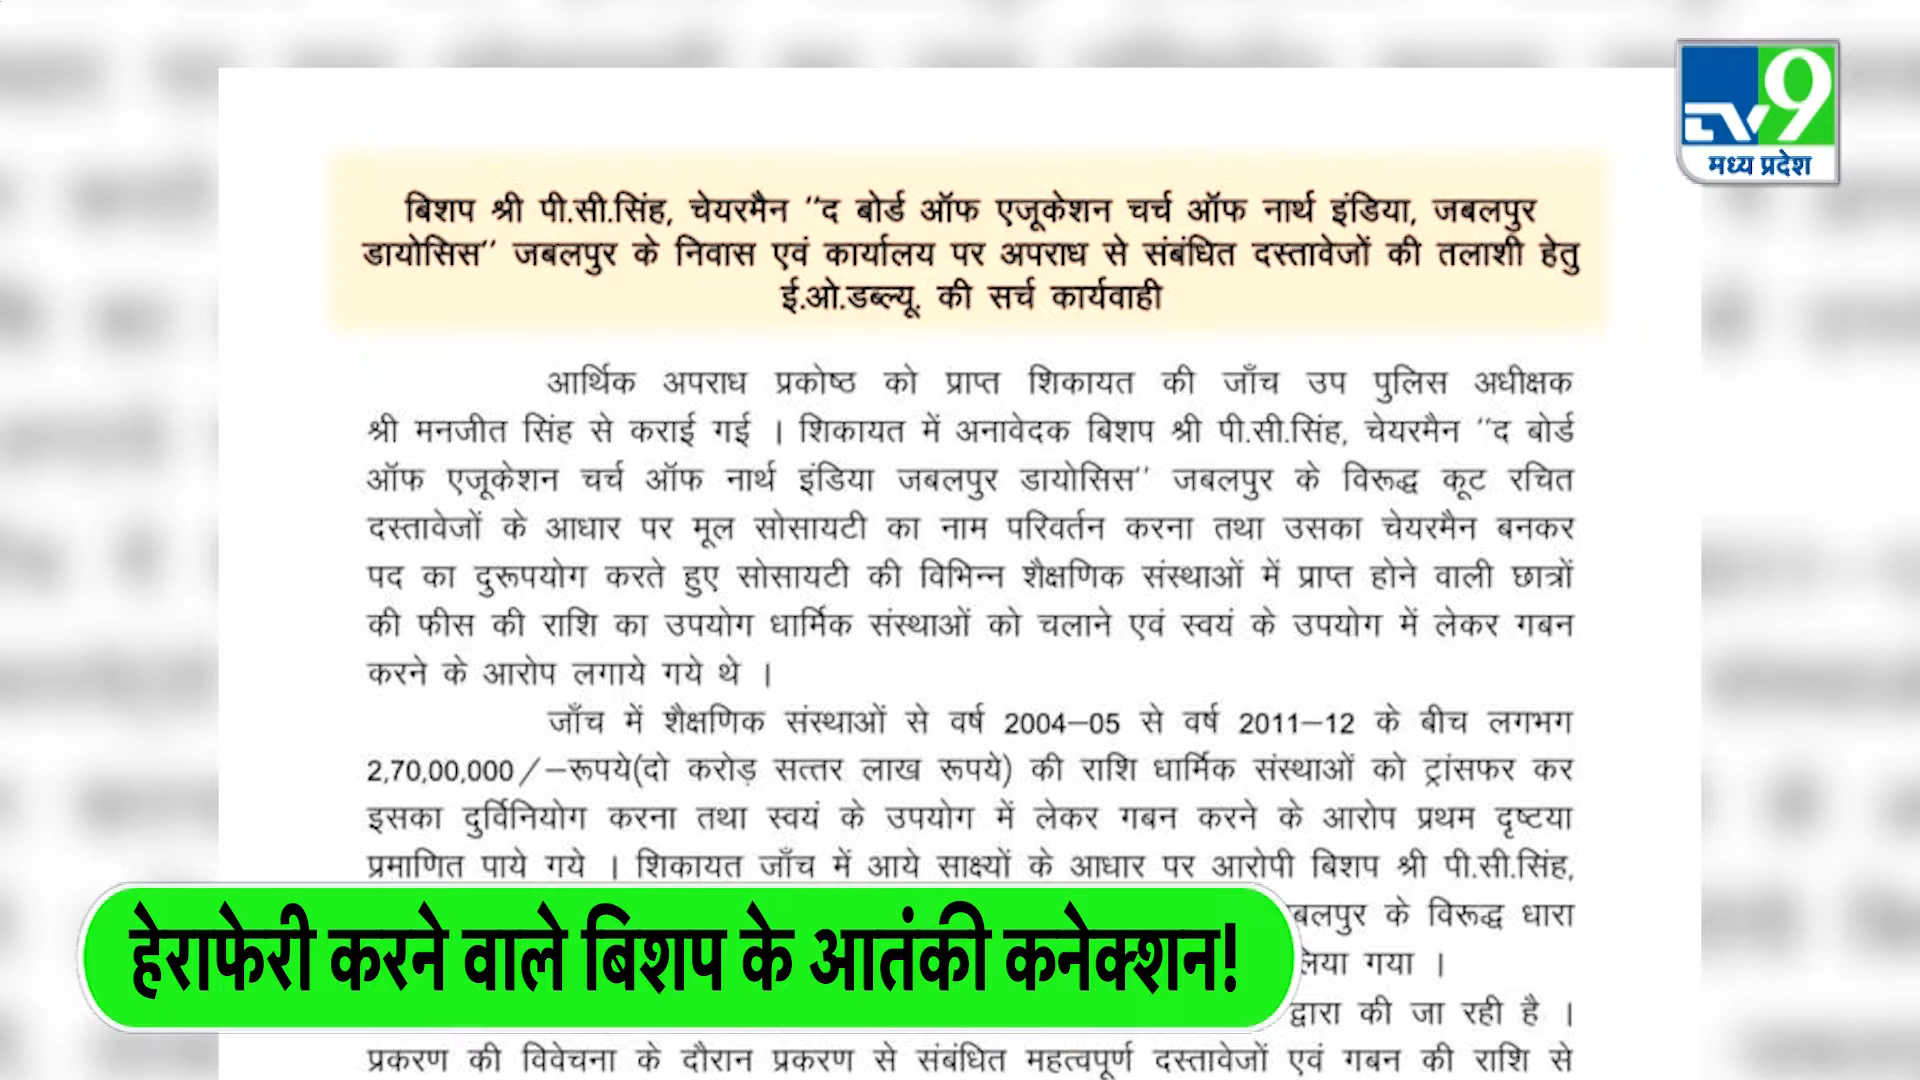 TV9
मध्य प्रदेश
बिशप श्री पी.सी.सिंह, चेयरमैन ‘‘द बोर्ड ऑफ एजूकेशन चर्च ऑफ नार्थ इंडिया, जबलपुर
डायोसिस’’ जबलपुर के निवास एवं कार्यालय पर अपराध से संबंधित दस्तावेजों की तलाशी हेतु
ई.ओ.डब्ल्यू. की सर्च कार्यवाही
आर्थिक अपराध प्रकोष्ठ को प्राप्त शिकायत की जाँच उप पुलिस अधीक्षक
श्री मनजीत सिंह से कराई गई । शिकायत में अनावेदक बिशप श्री पी.सी.सिंह, चेयरमैन ‘‘द बोर्ड
ऑफ एजूकेशन चर्च ऑफ नार्थ इंडिया जबलपुर डायोसिस’’ जबलपुर के विरूद्ध कूट रचित
दस्तावेजों के आधार पर मूल सोसायटी का नाम परिवर्तन करना तथा उसका चेयरमैन बनकर
पद का दुरूपयोग करते हुए सोसायटी की विभिन्न शैक्षणिक संस्थाओं में प्राप्त होने वाली छात्रों
की फीस की राशि का उपयोग धार्मिक संस्थाओं को चलाने एवं स्वयं के उपयोग में लेकर गबन
करने के आरोप लगाये गये थे ।
जाँच में शैक्षणिक संस्थाओं से वर्ष 2004–05 से वर्ष 2011–12 के बीच लगभग
2,70,00,000/–रूपये(दो करोड़ सत्तर लाख रूपये) की राशि धार्मिक संस्थाओं को ट्रांसफर कर
इसका दुर्विनियोग करना तथा स्वयं के उपयोग में लेकर गबन करने के आरोप प्रथम दृष्टया
प्रमाणित पाये गये । शिकायत जाँच में आये साक्ष्यों के आधार पर आरोपी बिशप श्री पी.सी.सिंह,
बलपुर के विरूद्ध धारा
लिया गया ।
द्वारा की जा रही है ।
हेराफेरी करने वाले बिशप के आतंकी कनेक्शन!
प्रकरण की विवेचना के दौरान प्रकरण से संबंधित महत्वपूर्ण दस्तावेजों एवं गबन की राशि से